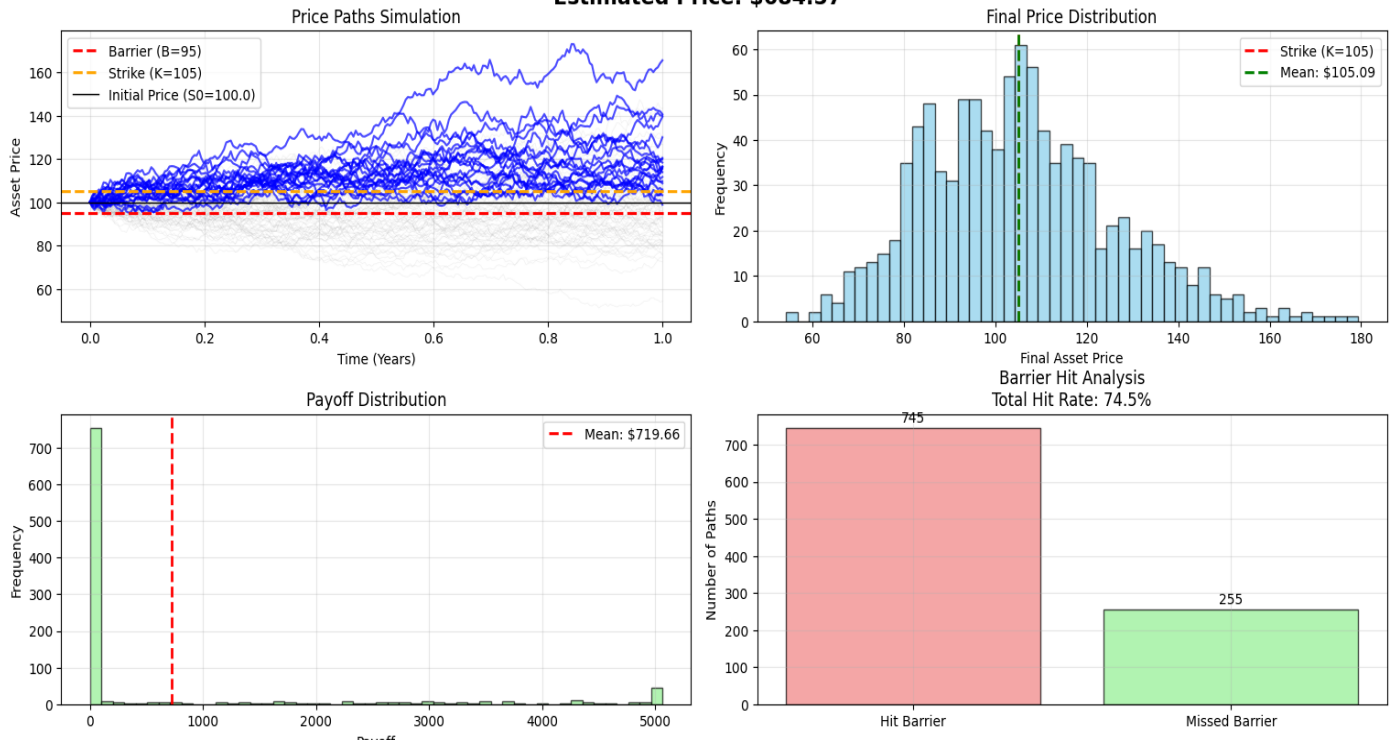 Price Paths Simulation
Asset Price
160
140
120
100
80
60
Barrier (B=95)
Strike (K=105)
Initial Price (S0=100.0)
0.0 0.2 0.4 0.6 0.8 1.0
Time (Years)
Final Price Distribution
Frequency
60
50
40
30
20
10
0
Strike (K=105)
Mean: $105.09
60 80 100 120 140 160 180
Final Asset Price
Payoff Distribution
Frequency
700
600
500
400
300
200
100
0
Mean: $719.66
0 1000 2000 3000 4000 5000
Barrier Hit Analysis
Total Hit Rate: 74.5%
Number of Paths
700
600
500
400
300
200
100
0
745
255
Hit Barrier Missed Barrier